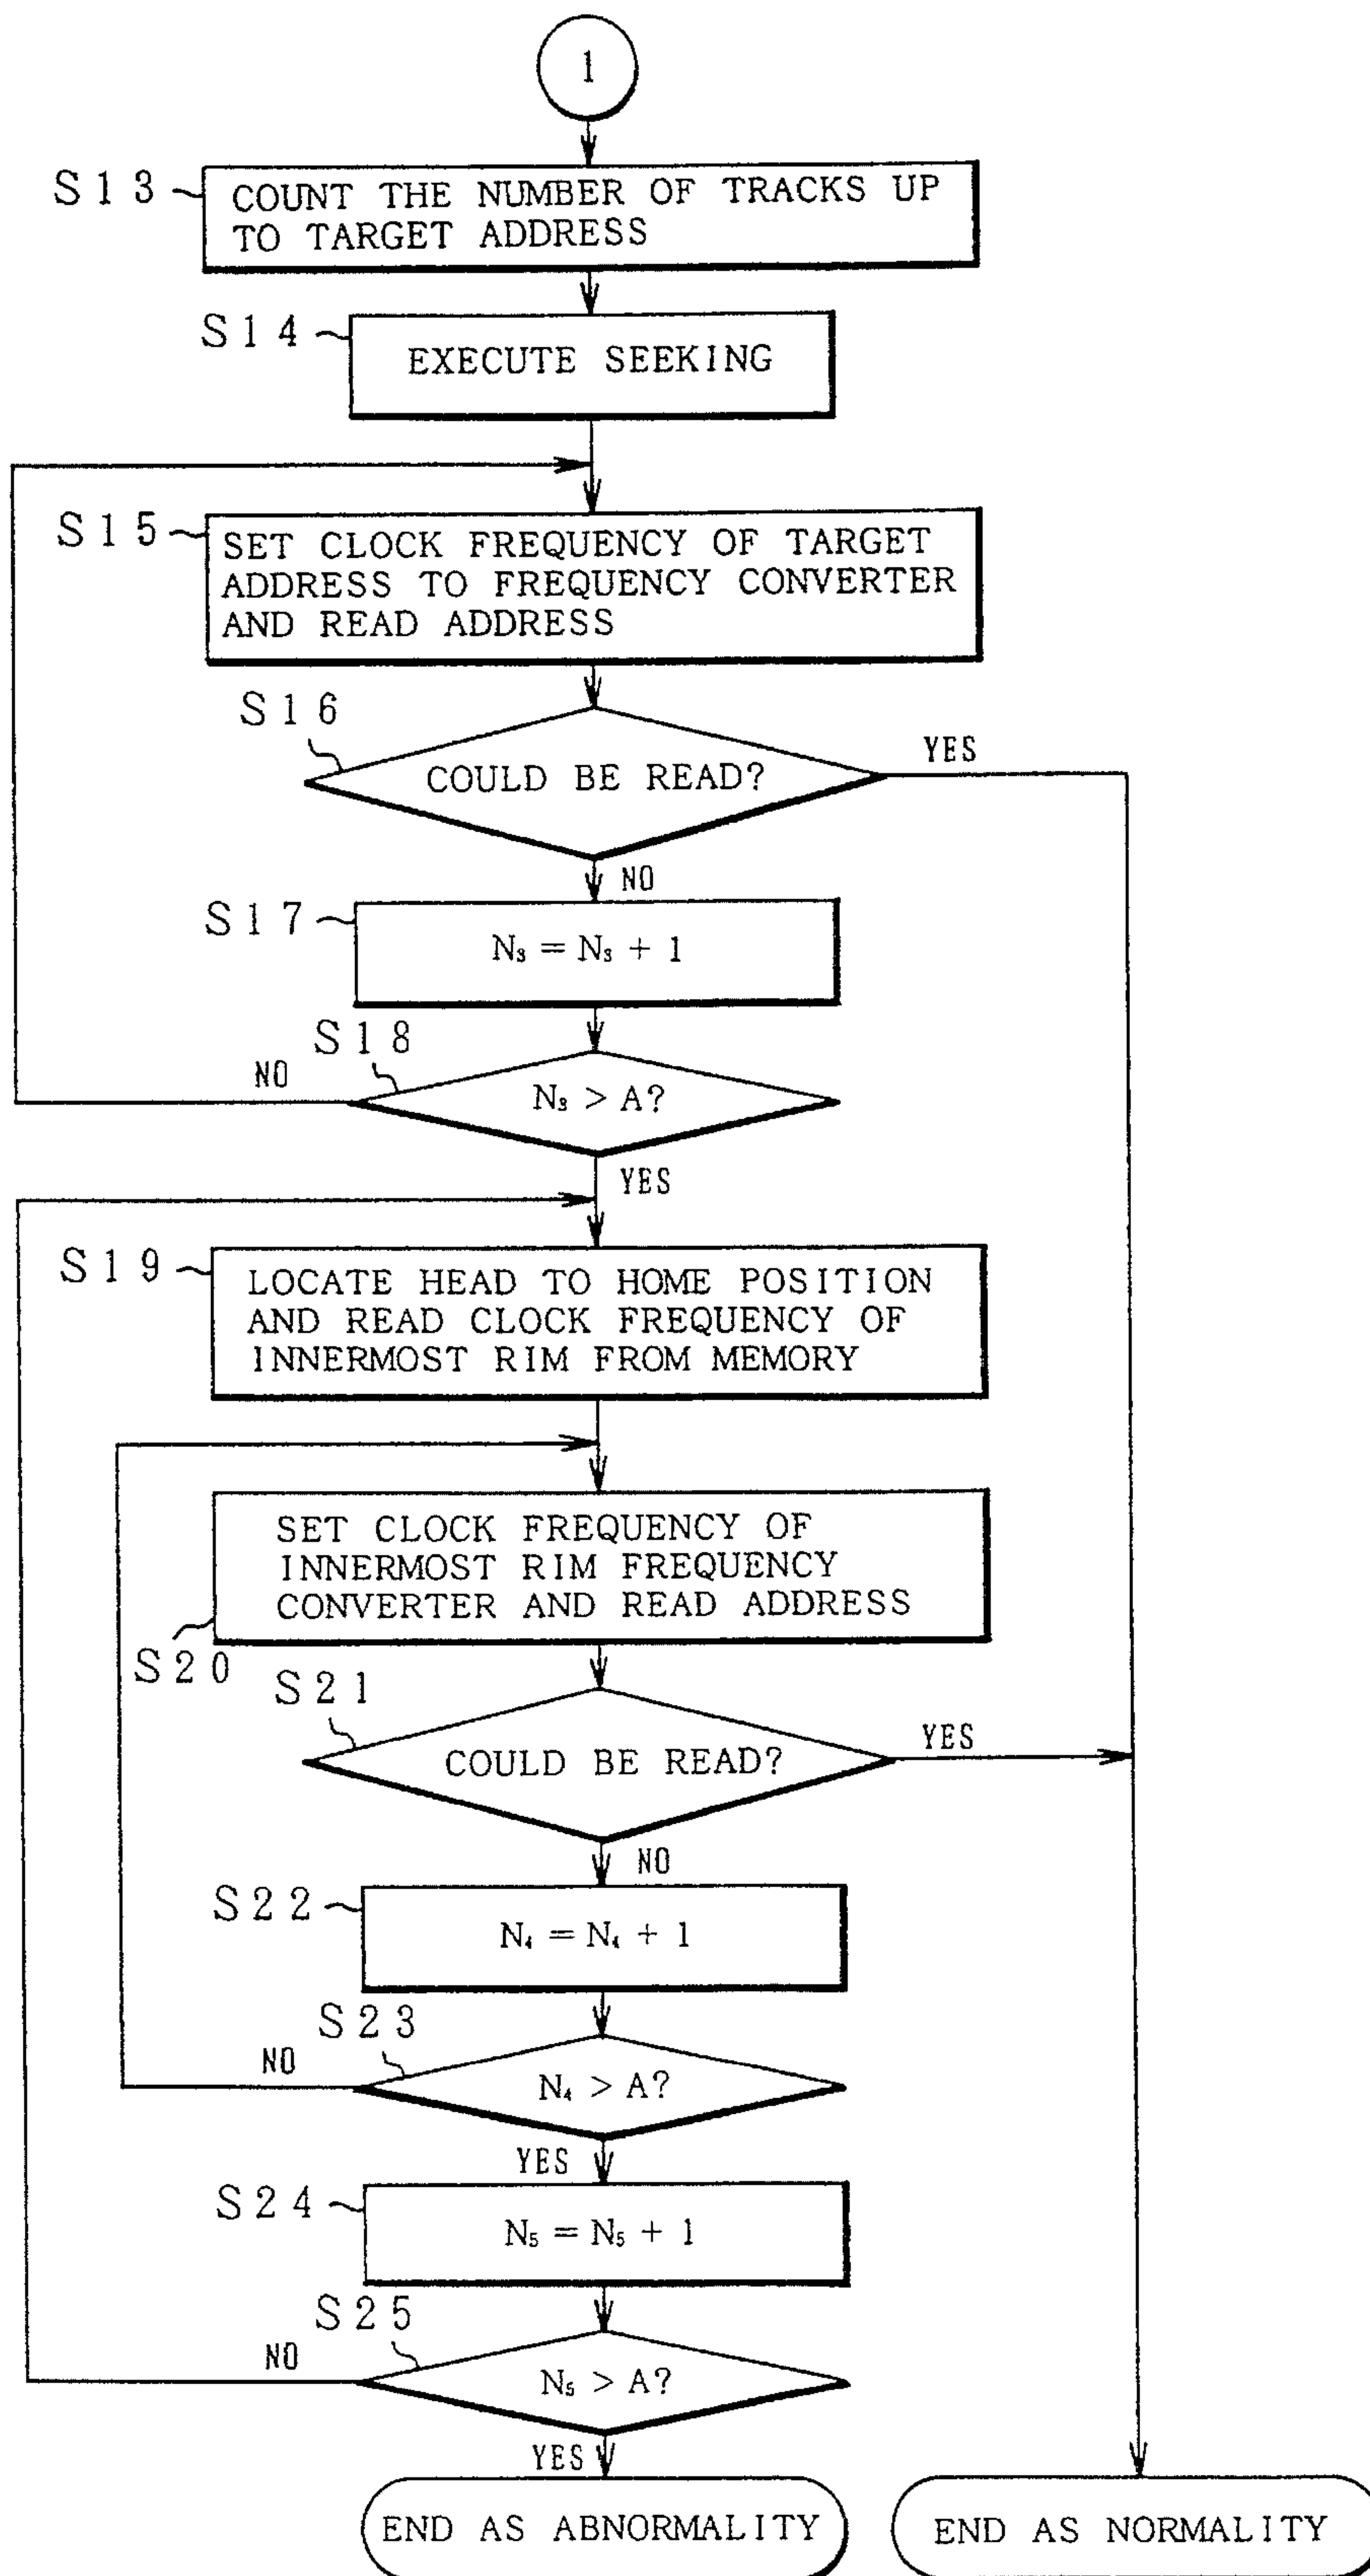 1
S13
COUNT THE NUMBER OF TRACKS UP
TO TARGET ADDRESS
S14
EXECUTE SEEKING
S15
SET CLOCK FREQUENCY OF TARGET
ADDRESS TO FREQUENCY CONVERTER
AND READ ADDRESS
S16
COULD BE READ?
YES
NO
S17
N₃ = N₃ + 1
S18
NO
N₃ > A?
YES
S19
LOCATE HEAD TO HOME POSITION
AND READ CLOCK FREQUENCY OF
INNERMOST RIM FROM MEMORY
SET CLOCK FREQUENCY OF
INNERMOST RIM FREQUENCY
CONVERTER AND READ ADDRESS
S20
S21
COULD BE READ?
YES
NO
S22
N₄ = N₄ + 1
S23
NO
N₄ > A?
YES
S24
N₅ = N₅ + 1
S25
NO
N₅ > A?
YES
END AS ABNORMALITY
END AS NORMALITY